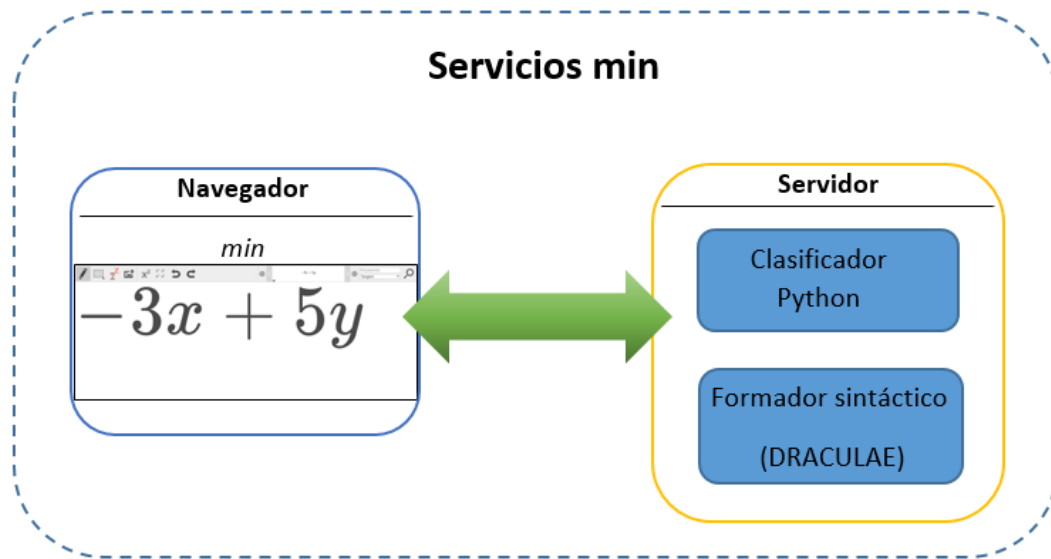 Servicios min
Navegador
min
−3x + 5y
Servidor
Clasificador
Python
Formador sintáctico
(DRACULAE)